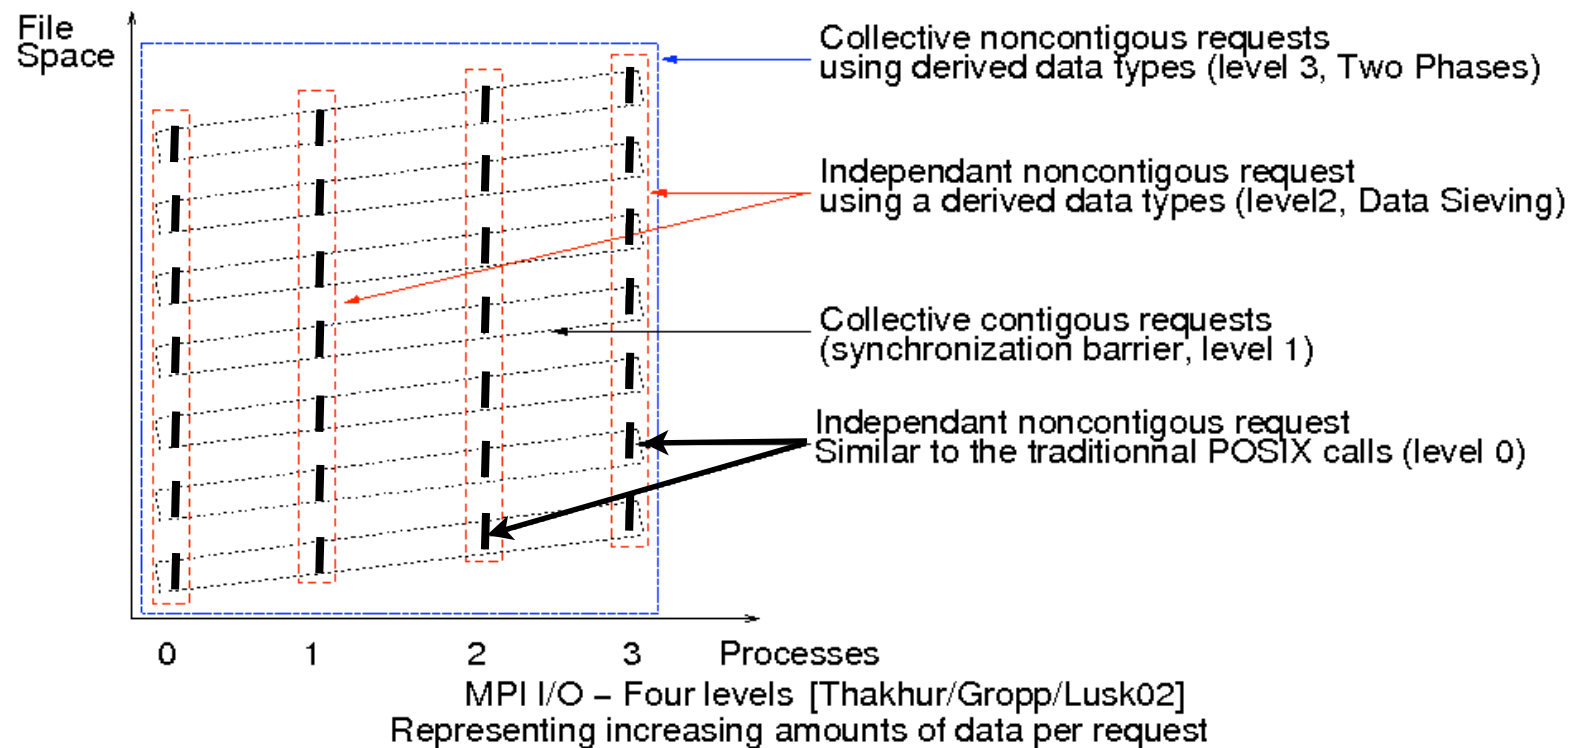 File
Space
Collective noncontigous requests
using derived data types (level 3, Two Phases)
Independant noncontigous request
using a derived data types (level2, Data Sieving)
Collective contigous requests
(synchronization barrier, level 1)
Independant noncontigous request
Similar to the traditionnal POSIX calls (level 0)
0 1 2 3 Processes
MPI I/O – Four levels [Thakhur/Gropp/Lusk02]
Representing increasing amounts of data per request